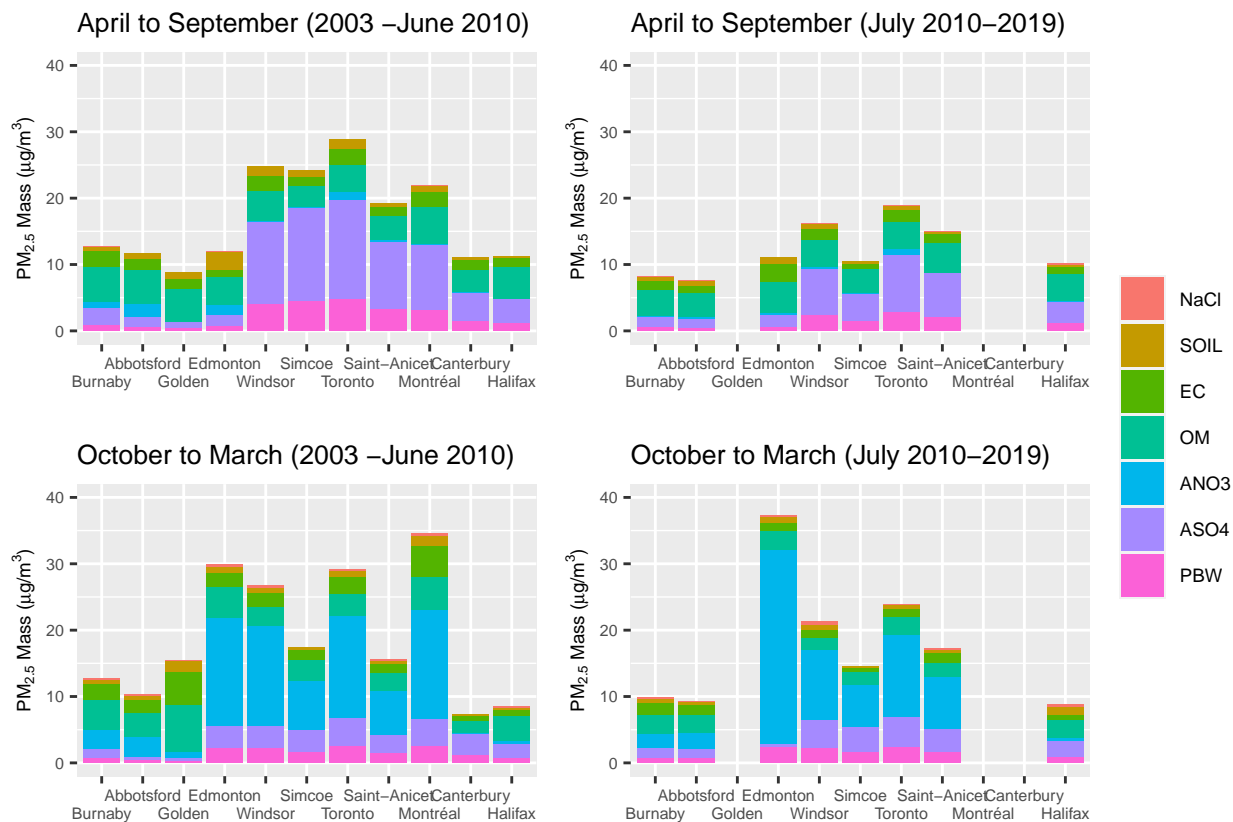 April to September (2003 −June 2010)
April to September (July 2010−2019)
PM2.5 Mass (μg/m3)
40
30
20
10
0
Abbotsford Edmonton Simcoe Saint−Anicet Canterbury
Burnaby Golden Windsor Toronto Montréal Halifax
PM2.5 Mass (μg/m3)
40
30
20
10
0
Abbotsford Edmonton Simcoe Saint−Anicet Canterbury
Burnaby Golden Windsor Toronto Montréal Halifax
October to March (2003 −June 2010)
October to March (July 2010−2019)
PM2.5 Mass (μg/m3)
40
30
20
10
0
Abbotsford Edmonton Simcoe Saint−Anicet Canterbury
Burnaby Golden Windsor Toronto Montréal Halifax
PM2.5 Mass (μg/m3)
40
30
20
10
0
Abbotsford Edmonton Simcoe Saint−Anicet Canterbury
Burnaby Golden Windsor Toronto Montréal Halifax
NaCl
SOIL
EC
OM
ANO3
ASO4
PBW